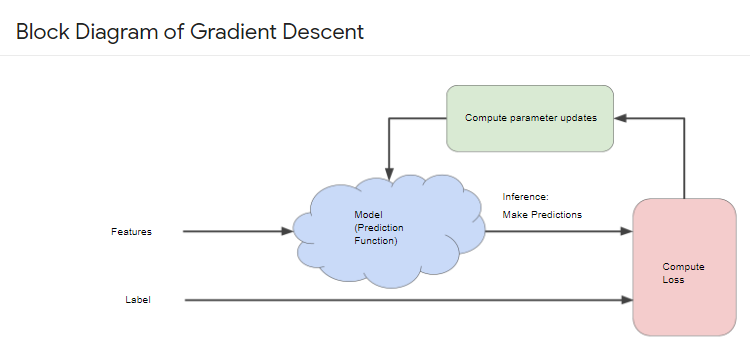 Block Diagram of Gradient Descent
Compute parameter updates
Inference:
Make Predictions
Model
(Prediction
Function)
Features
Compute
Loss
Label